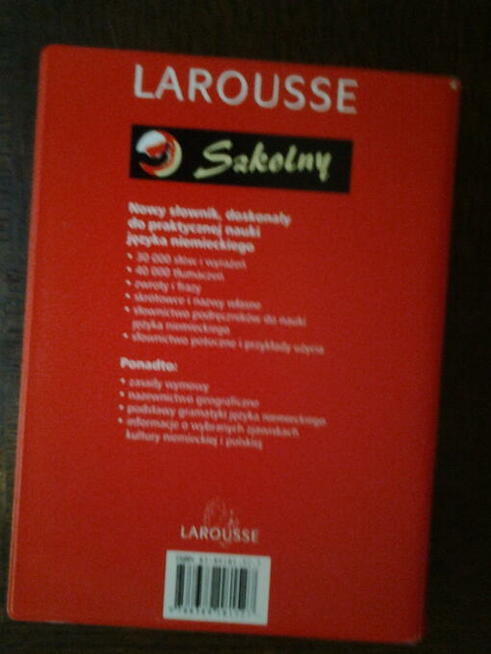 LAROUSSE
Szkolny
Nowy słownik, doskonały
do praktycznej nauki
języka niemieckiego
• 30 000 słów i wyrażeń
• 40 000 tłumaczeń
• zwroty i frazy
• skrótowce i nazwy własne
• słownictwo podręczników do nauki
języka niemieckiego
• słownictwo potoczne i przykłady użycia
Ponadto:
• zasady wymowy
• nazewnictwo geograficzne
• podstawy gramatyki języka niemieckiego
• informacje o wybranych zjawiskach
kultury niemieckiej i polskiej
LAROUSSE
ISBN